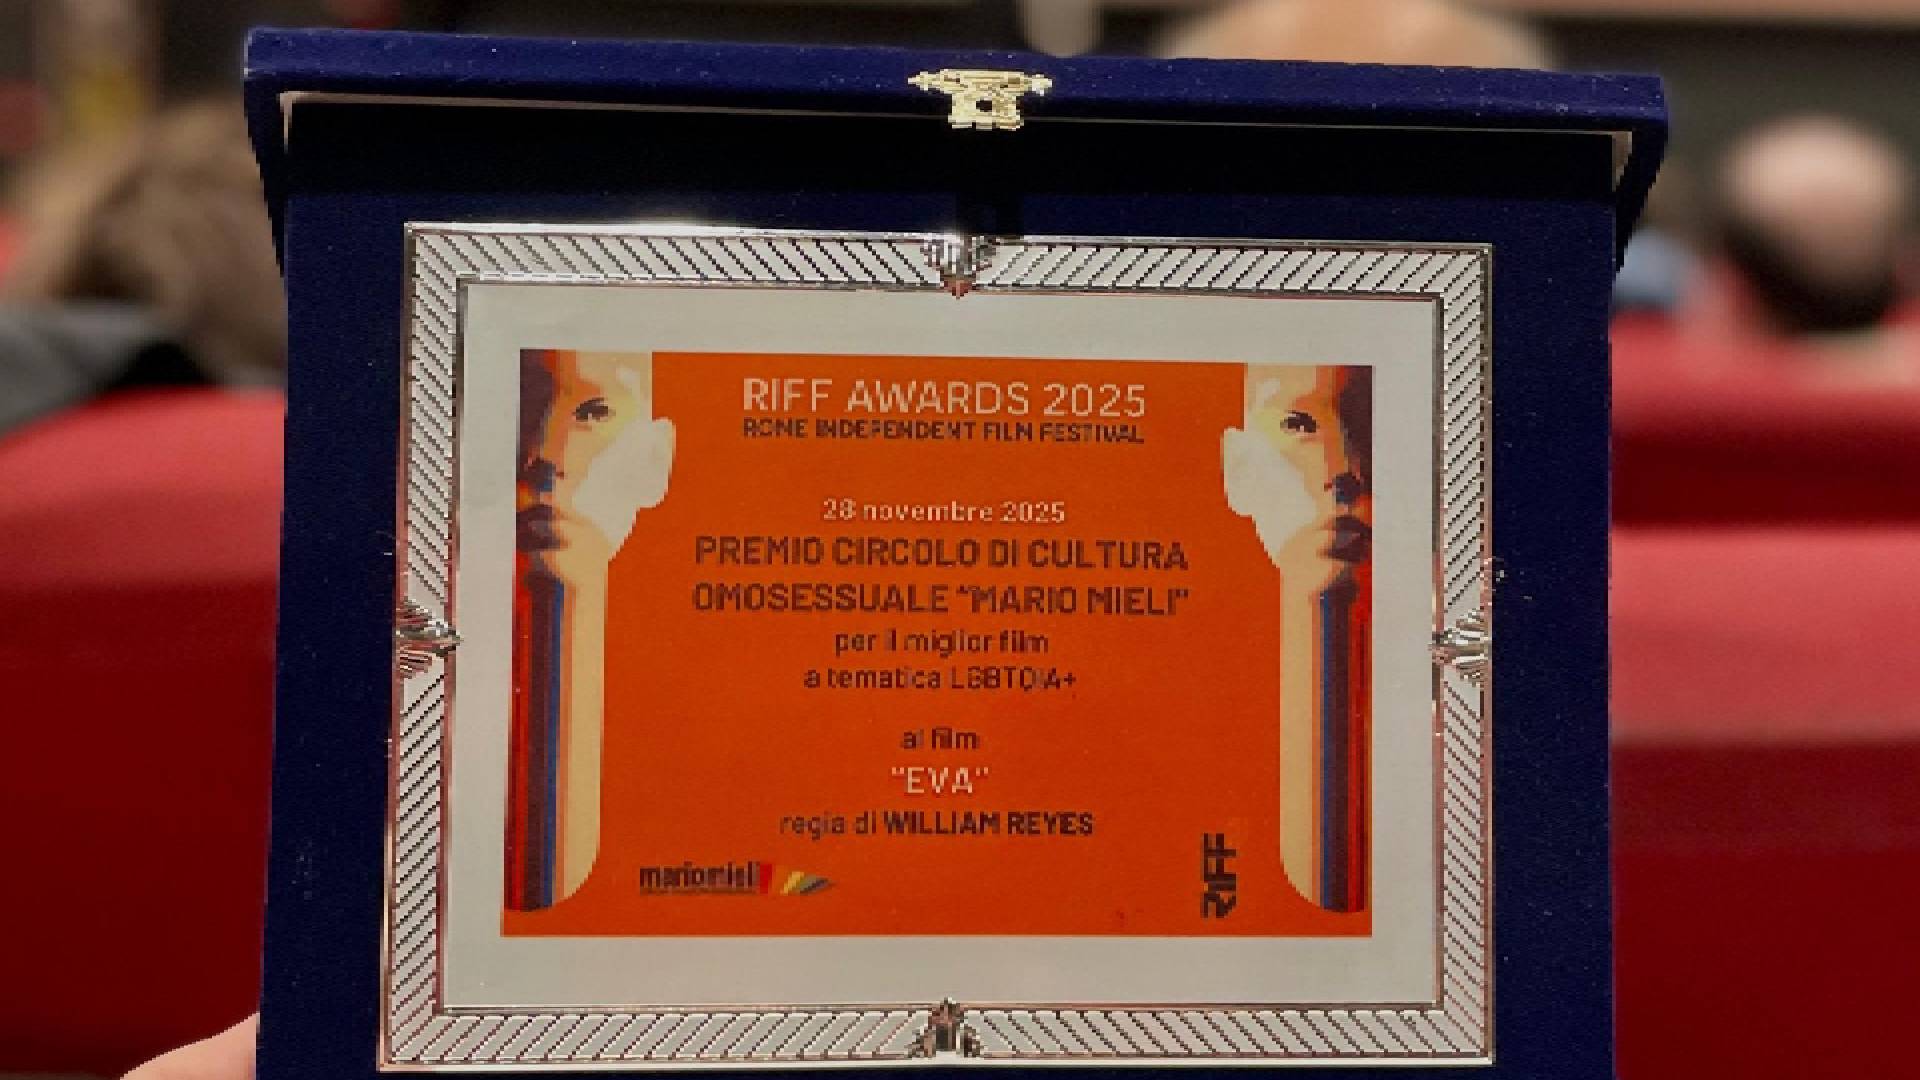 RIFF AWARDS 2025
ROME INDEPENDENT FILM FESTIVAL
28 novembre 2025
PREMIO CIRCOLO DI CULTURA
OMOSESSUALE "MARIO MIELI"
per il miglior film
a tematica LGBTQIA+
al film
"EVA"
regia di WILLIAM REYES
mariomieli
RIFF